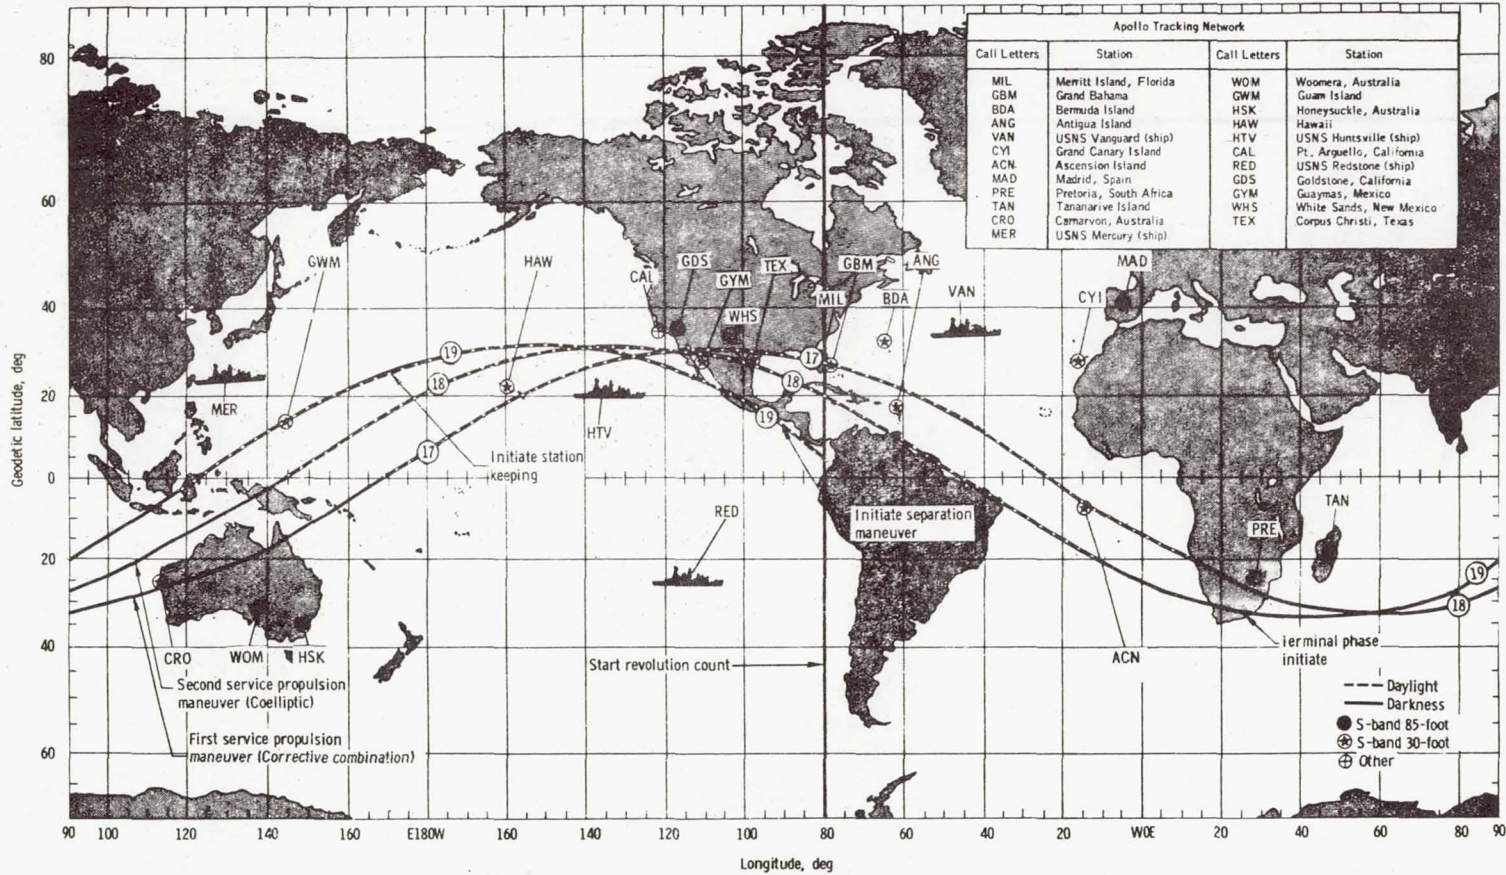 Apollo Tracking Network
Call Letters Station Call Letters Station
MIL Merritt Island, Florida WOM Woomera, Australia
GBM Grand Bahama GWM Guam Island
BDA Bermuda Island HSK Honeysuckle, Australia
ANG Antigua Island HAW Hawaii
VAN USNS Vanguard (ship) HTV USNS Huntsville (ship)
CYI Grand Canary Island CAL Pt. Arguello, California
ACN Ascension Island RED USNS Redstone (ship)
MAD Madrid, Spain GDS Goldstone, California
PRE Pretoria, South Africa GYM Guaymas, Mexico
TAN Tananarive Island WHS White Sands, New Mexico
CRO Carnarvon, Australia TEX Corpus Christi, Texas
MER USNS Mercury (ship)
80
60
40
20
0
20
40
60
Geodetic latitude, deg
GWM
HAW
CAL
GDS
GYM
TEX
WHS
MIL
GBM
BDA
ANG
VAN
CYI
MAD
MER
HTV
19
18
17
17
18
19
Initiate station
keeping
RED
Initiate separation
maneuver
TAN
PRE
19
18
CRO
WOM
HSK
ACN
Start revolution count
Terminal phase
initiate
Second service propulsion
maneuver (Coelliptic)
First service propulsion
maneuver (Corrective combination)
Daylight
Darkness
S-band 85-foot
S-band 30-foot
Other
90 100 120 140 160 E180W 160 140 120 100 80 60 40 20 W0E 20 40 60 80 90
Longitude, deg